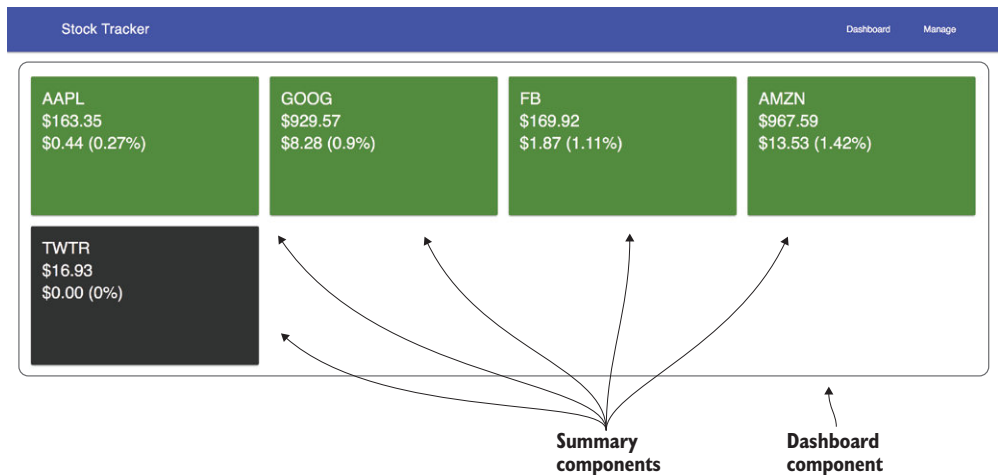 Stock Tracker
Dashboard Manage
AAPL
$163.35
$0.44 (0.27%)
GOOG
$929.57
$8.28 (0.9%)
FB
$169.92
$1.87 (1.11%)
AMZN
$967.59
$13.53 (1.42%)
TWTR
$16.93
$0.00 (0%)
Summary
components
Dashboard
component